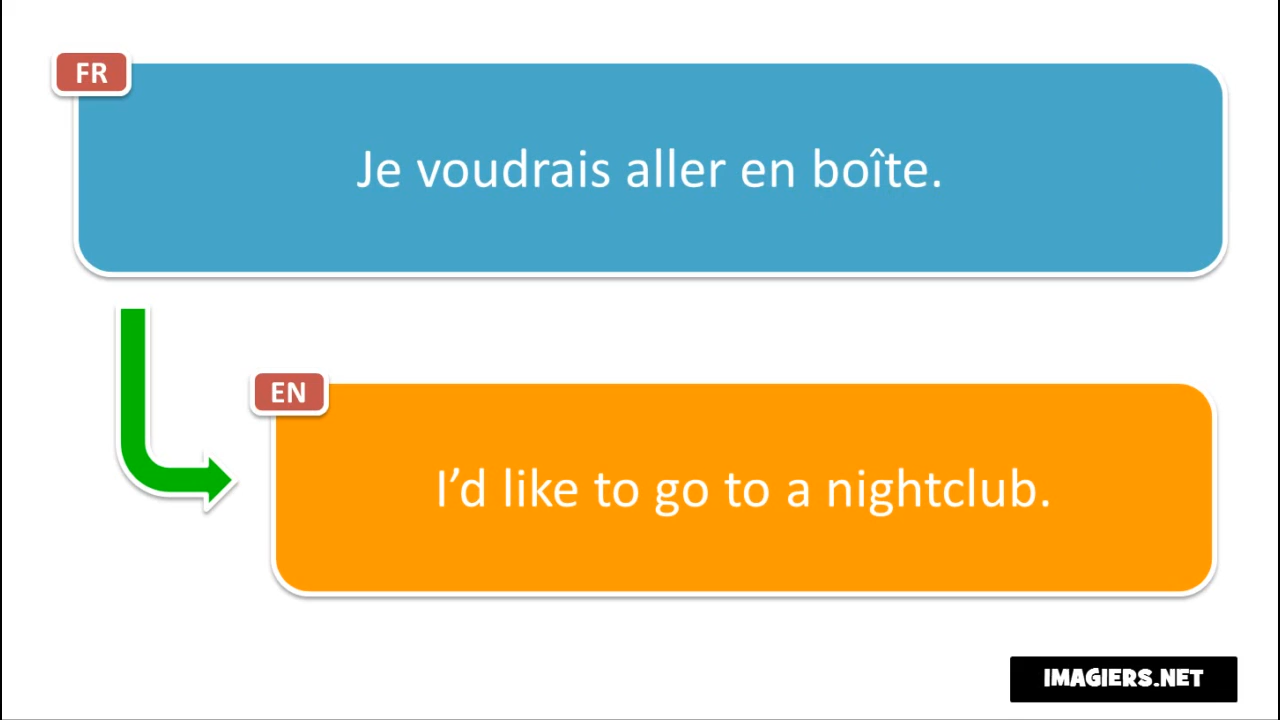 FR
Je voudrais aller en boîte.
EN
I’d like to go to a nightclub.
IMAGIERS.NET